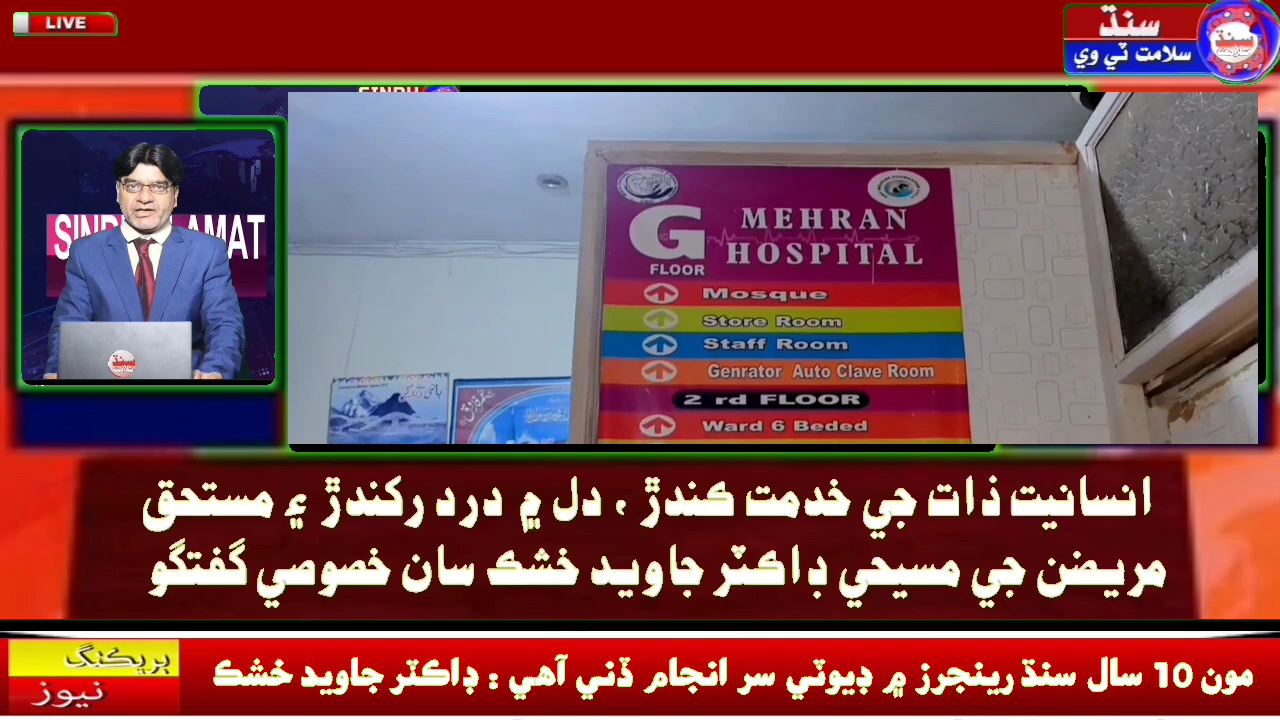 LIVE
سنڌ
سلامت ٽي وي
MEHRAN
HOSPITAL
G
FLOOR
Mosque
Store Room
Staff Room
Genrator Auto Clave Room
2 rd FLOOR
Ward 6 Beded
انسانيت ذات جي خدمت ڪندڙ ، دل ۾ درد رکندڙ ۽ مستحق
مريضن جي مسيحي ڊاڪٽر جاويد خشڪ سان خصوصي گفتگو
بريڪنگ
نيوز
مون 10 سال سنڌ رينجرز ۾ ڊيوٽي سر انجام ڏني آهي : ڊاڪٽر جاويد خشڪ